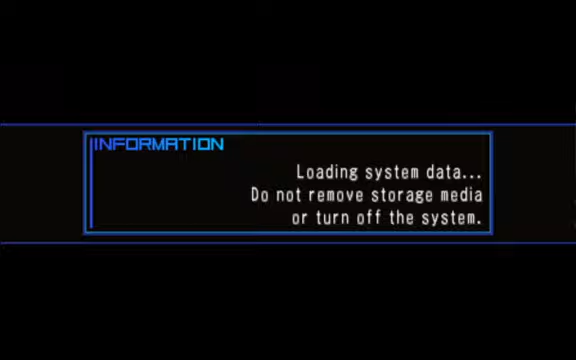 INFORMATION
Loading system data...
Do not remove storage media
or turn off the system.